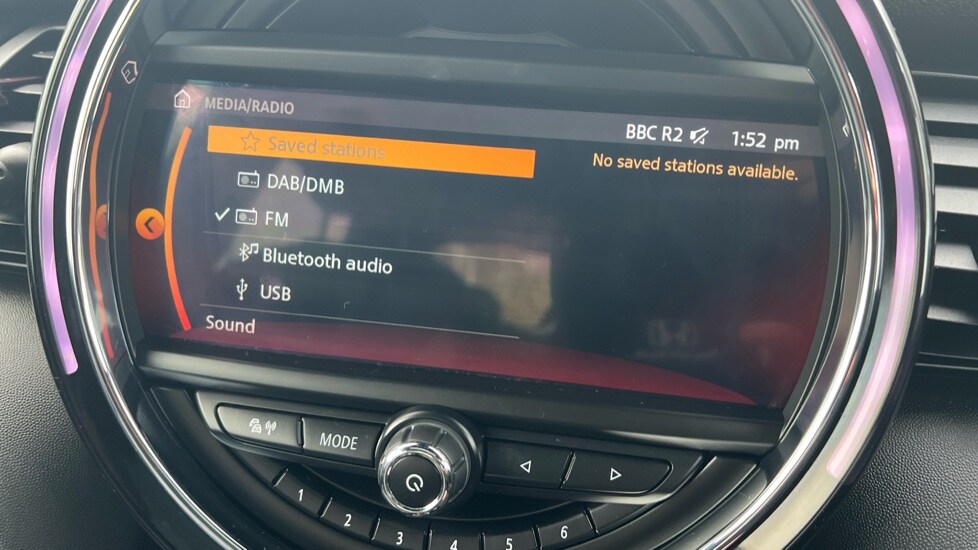 MEDIA/RADIO
BBC R2 1:52 pm
Saved stations
No saved stations available.
DAB/DMB
FM
Bluetooth audio
USB
Sound
MODE
1 2 3 4 5 6